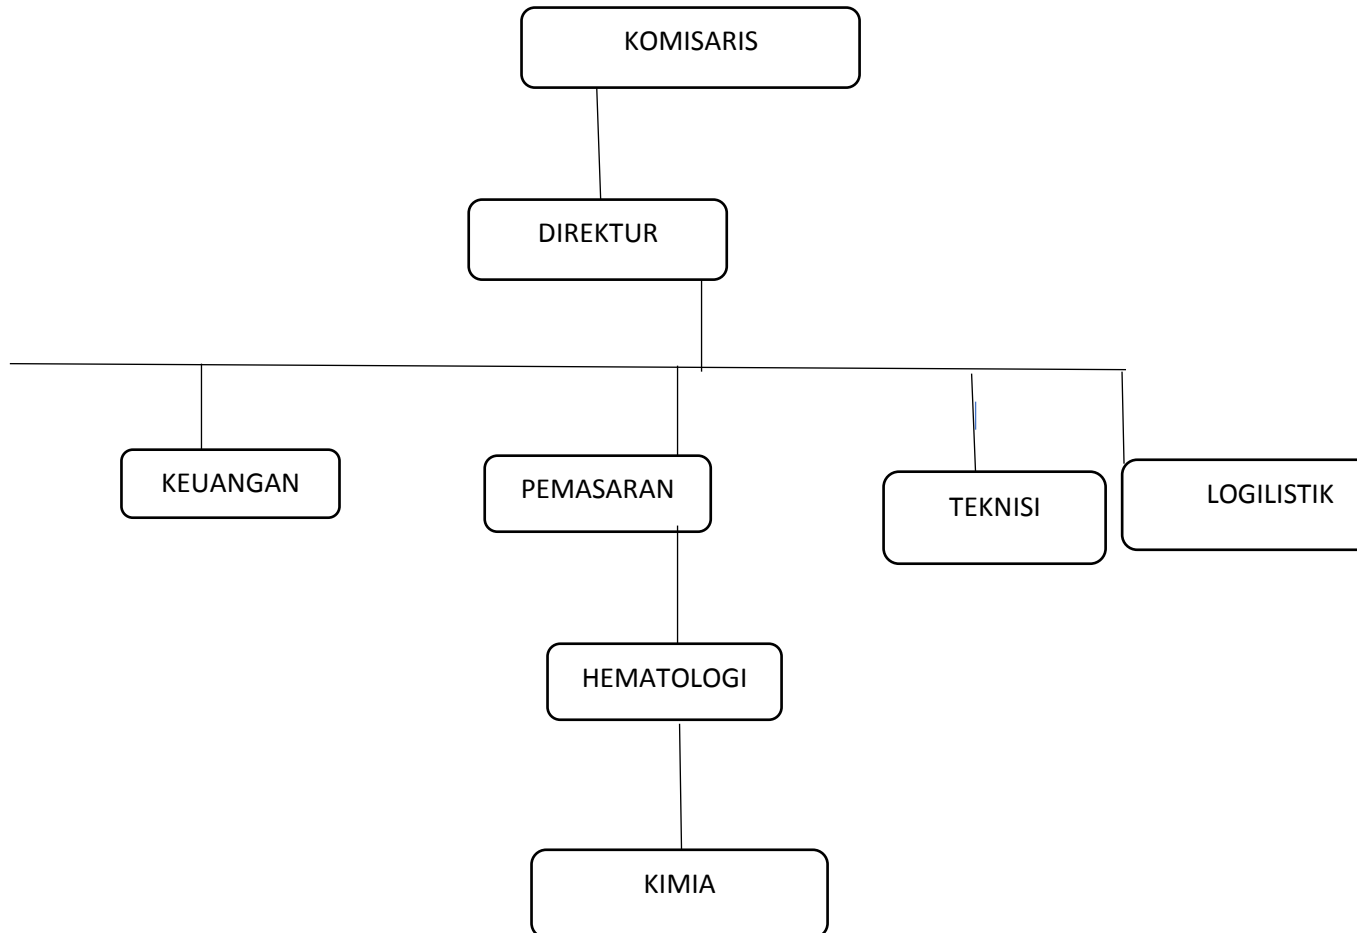 KOMISARIS
DIREKTUR
KEUANGAN
PEMASARAN
TEKNISI
LOGILISTIK
HEMATOLOGI
KIMIA